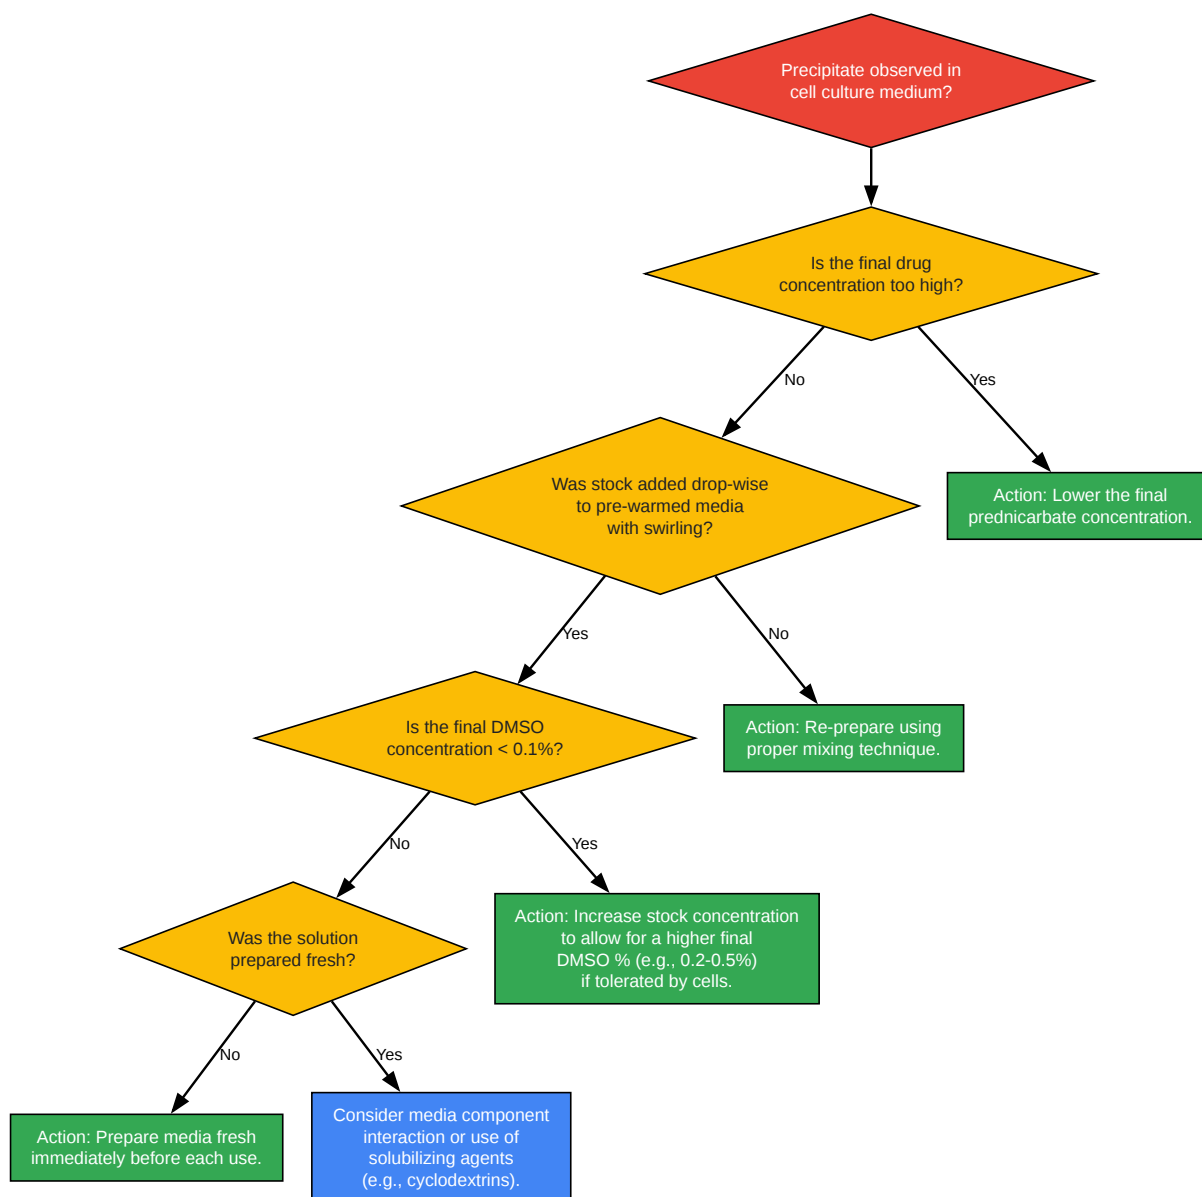 Precipitate observed in
cell culture medium?
Is the final drug
concentration too high?
No
Yes
Was stock added drop-wise
to pre-warmed media
with swirling?
Action: Lower the final
prednicarbate concentration.
Yes
No
Is the final DMSO
concentration < 0.1%?
Action: Re-prepare using
proper mixing technique.
No
Yes
Was the solution
prepared fresh?
Action: Increase stock concentration
to allow for a higher final
DMSO % (e.g., 0.2-0.5%)
if tolerated by cells.
No
Yes
Action: Prepare media fresh
immediately before each use.
Consider media component
interaction or use of
solubilizing agents
(e.g., cyclodextrins).